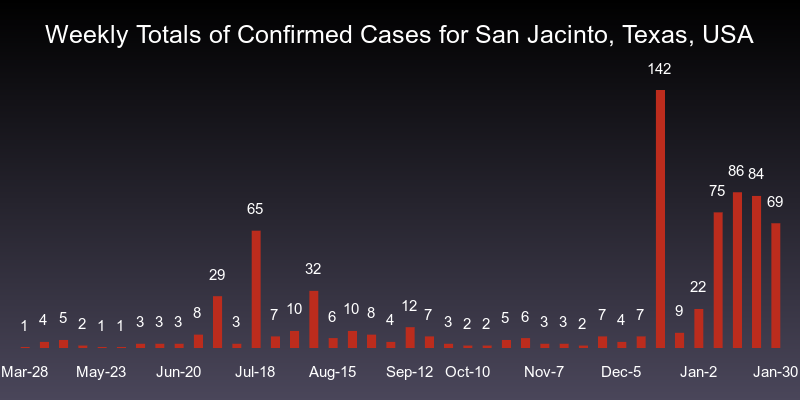 Weekly Totals of Confirmed Cases for San Jacinto, Texas, USA
1 4 5 2 1 1 3 3 3 8 29 3 65 7 10 32 6 10 8 4 12 7 3 2 2 5 6 3 3 2 7 4 7 142 9 22 75 86 84 69
Mar-28 May-23 Jun-20 Jul-18 Aug-15 Sep-12 Oct-10 Nov-7 Dec-5 Jan-2 Jan-30